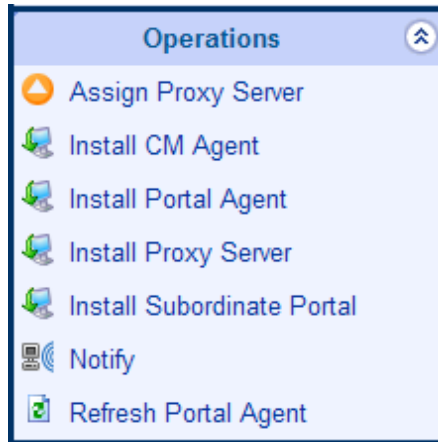 Operations
Assign Proxy Server
Install CM Agent
Install Portal Agent
Install Proxy Server
Install Subordinate Portal
Notify
Refresh Portal Agent